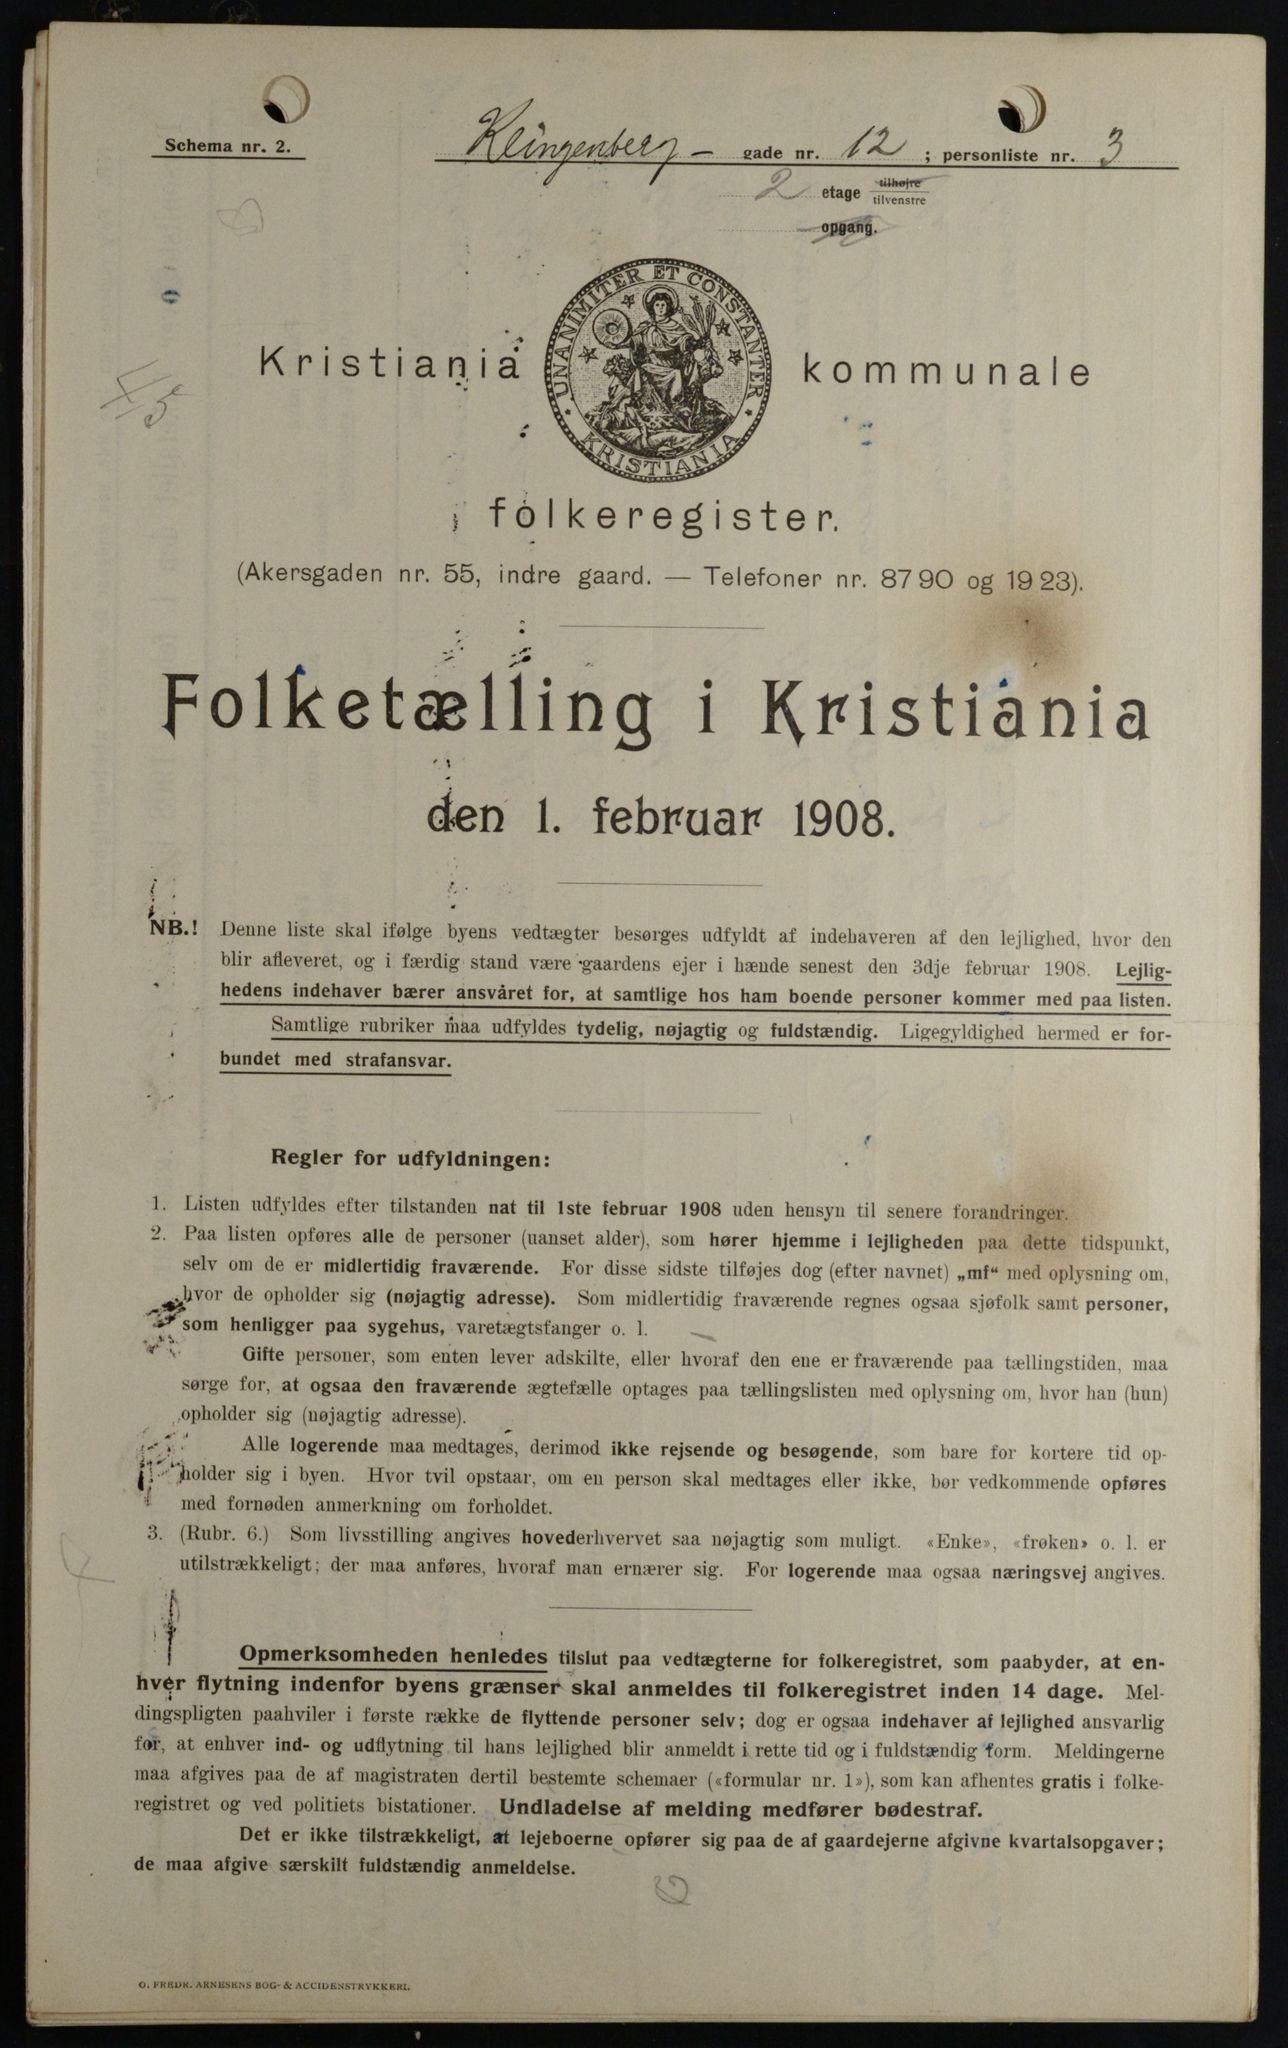 Schema nr. 2.
Klingenberg - gade nr. 12 ; personliste nr. 3
2 etage tilhøjre
tilvenstre
opgang.
UNANIMITER ET CONSTANTER
KRISTIANIA
Kristiania kommunale
folkeregister.
(Akersgaden nr. 55, indre gaard. — Telefoner nr. 87 90 og 19 23).
Folketælling i Kristiania
den 1. februar 1908.
NB.! Denne liste skal ifølge byens vedtægter besørges udfyldt af indehaveren af den lejlighed, hvor den
blir afleveret, og i færdig stand være gaardens ejer i hænde senest den 3dje februar 1908. Lejlig-
hedens indehaver bærer ansvaret for, at samtlige hos ham boende personer kommer med paa listen.
Samtlige rubriker maa udfyldes tydelig, nøjagtig og fuldstændig. Ligegyldighed hermed er for-
bundet med strafansvar.
Regler for udfyldningen:
1. Listen udfyldes efter tilstanden nat til 1ste februar 1908 uden hensyn til senere forandringer.
2. Paa listen opføres alle de personer (uanset alder), som hører hjemme i lejligheden paa dette tidspunkt,
selv om de er midlertidig fraværende. For disse sidste tilføjes dog (efter navnet) „mf“ med oplysning om,
hvor de opholder sig (nøjagtig adresse). Som midlertidig fraværende regnes ogsaa sjøfolk samt personer,
som henligger paa sygehus, varetægtsfanger o. l.
Gifte personer, som enten lever adskilte, eller hvoraf den ene er fraværende paa tællingstiden, maa
sørge for, at ogsaa den fraværende ægtefælle optages paa tællingslisten med oplysning om, hvor han (hun)
opholder sig (nøjagtig adresse).
Alle logerende maa medtages, derimod ikke rejsende og besøgende, som bare for kortere tid op-
holder sig i byen. Hvor tvil opstaar, om en person skal medtages eller ikke, bør vedkommende opføres
med fornøden anmerkning om forholdet.
3. (Rubr. 6.) Som livsstilling angives hovederhvervet saa nøjagtig som muligt. «Enke», «frøken» o. l. er
utilstrækkeligt; der maa anføres, hvoraf man ernærer sig. For logerende maa ogsaa næringsvej angives.
Opmerksomheden henledes tilslut paa vedtægterne for folkeregistret, som paabyder, at en-
hver flytning indenfor byens grænser skal anmeldes til folkeregistret inden 14 dage. Mel-
dingspligten paahviler i første række de flyttende personer selv; dog er ogsaa indehaver af lejlighed ansvarlig
for, at enhver ind- og udflytning til hans lejlighed blir anmeldt i rette tid og i fuldstændig form. Meldingerne
maa afgives paa de af magistraten dertil bestemte schemaer («formular nr. 1»), som kan afhentes gratis i folke-
registret og ved politiets bistationer. Undladelse af melding medfører bødestraf.
Det er ikke tilstrækkeligt, at lejeboerne opfører sig paa de af gaardejerne afgivne kvartalsopgaver;
de maa afgive særskilt fuldstændig anmeldelse.
O. FREDR. ARNESENS BOG- & ACCIDENSTRYKKERI.